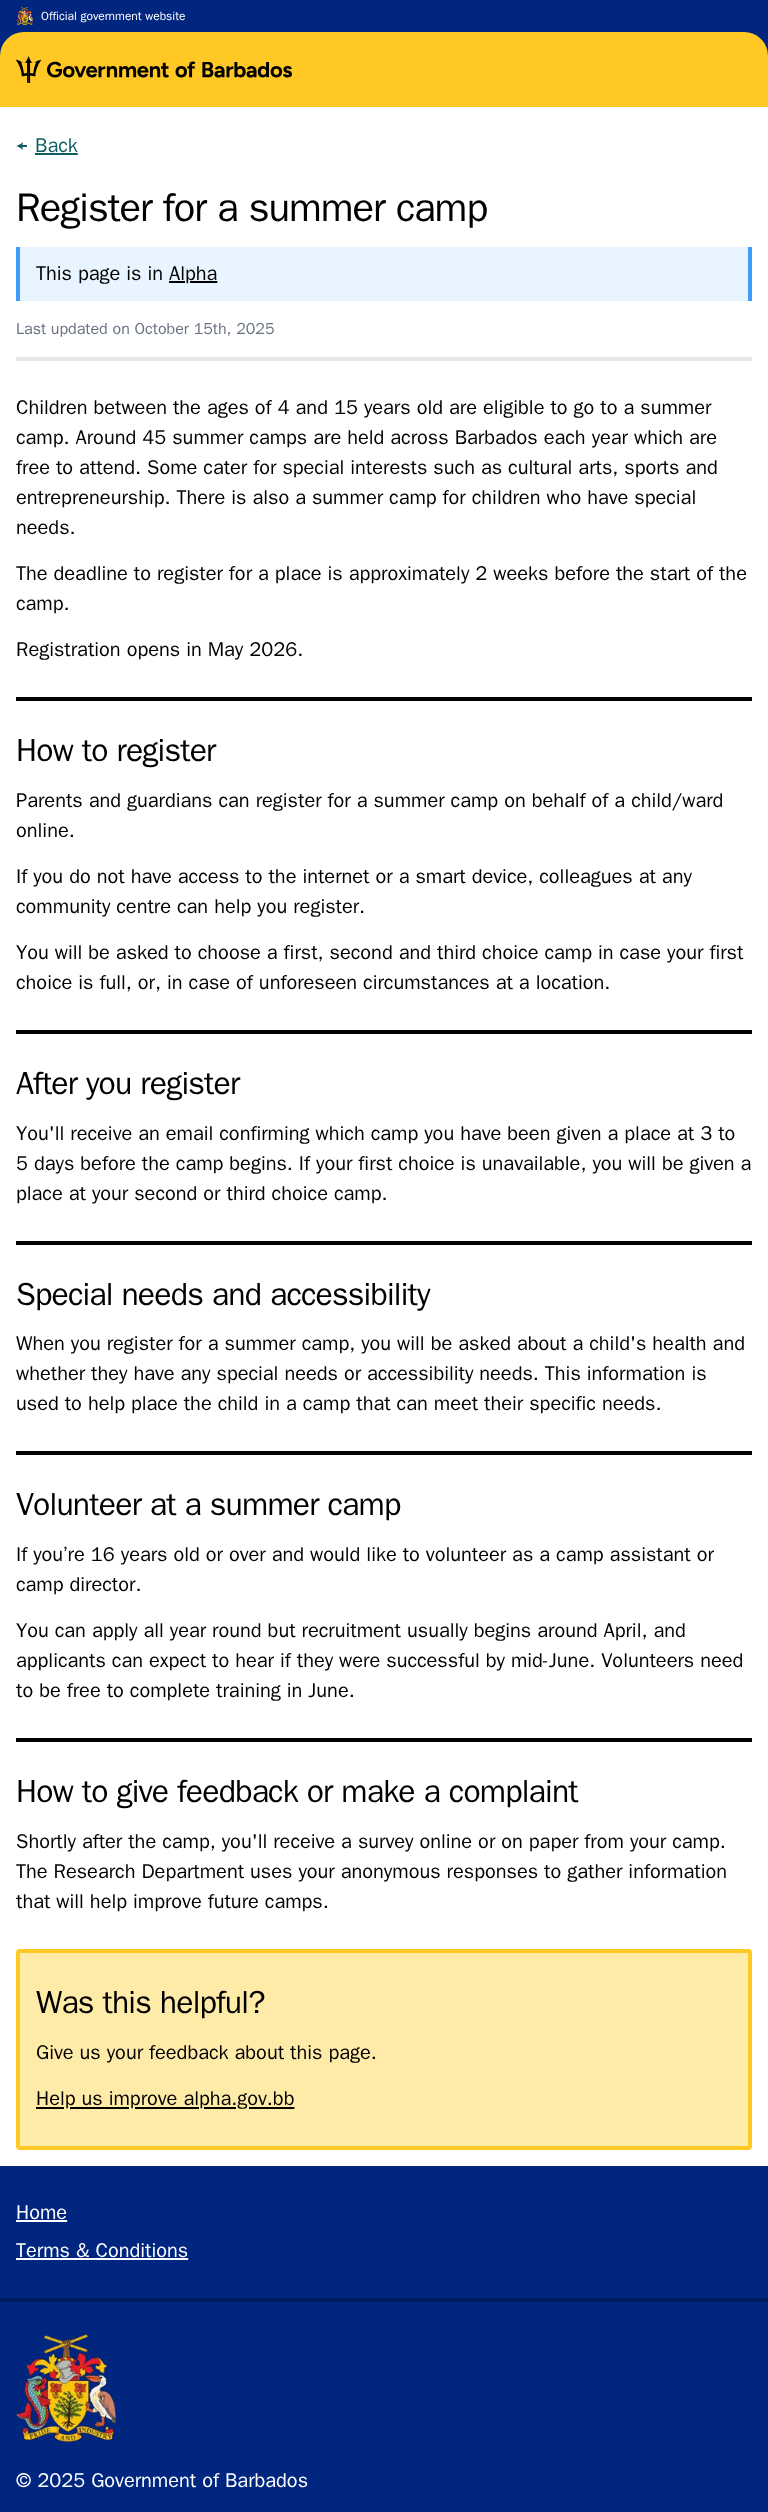 Official government website
Government of Barbados
Back
Register for a summer camp
This page is in Alpha
Last updated on October 15th, 2025
Children between the ages of 4 and 15 years old are eligible to go to a summer
camp. Around 45 summer camps are held across Barbados each year which are
free to attend. Some cater for special interests such as cultural arts, sports and
entrepreneurship. There is also a summer camp for children who have special
needs.
The deadline to register for a place is approximately 2 weeks before the start of the
camp.
Registration opens in May 2026.
How to register
Parents and guardians can register for a summer camp on behalf of a child/ward
online.
If you do not have access to the internet or a smart device, colleagues at any
community centre can help you register.
You will be asked to choose a first, second and third choice camp in case your first
choice is full, or, in case of unforeseen circumstances at a location.
After you register
You'll receive an email confirming which camp you have been given a place at 3 to
5 days before the camp begins. If your first choice is unavailable, you will be given a
place at your second or third choice camp.
Special needs and accessibility
When you register for a summer camp, you will be asked about a child's health and
whether they have any special needs or accessibility needs. This information is
used to help place the child in a camp that can meet their specific needs.
Volunteer at a summer camp
If you’re 16 years old or over and would like to volunteer as a camp assistant or
camp director.
You can apply all year round but recruitment usually begins around April, and
applicants can expect to hear if they were successful by mid-June. Volunteers need
to be free to complete training in June.
How to give feedback or make a complaint
Shortly after the camp, you'll receive a survey online or on paper from your camp.
The Research Department uses your anonymous responses to gather information
that will help improve future camps.
Was this helpful?
Give us your feedback about this page.
Help us improve alpha.gov.bb
Home
Terms & Conditions
PRIDE AND INDUSTRY
© 2025 Government of Barbados